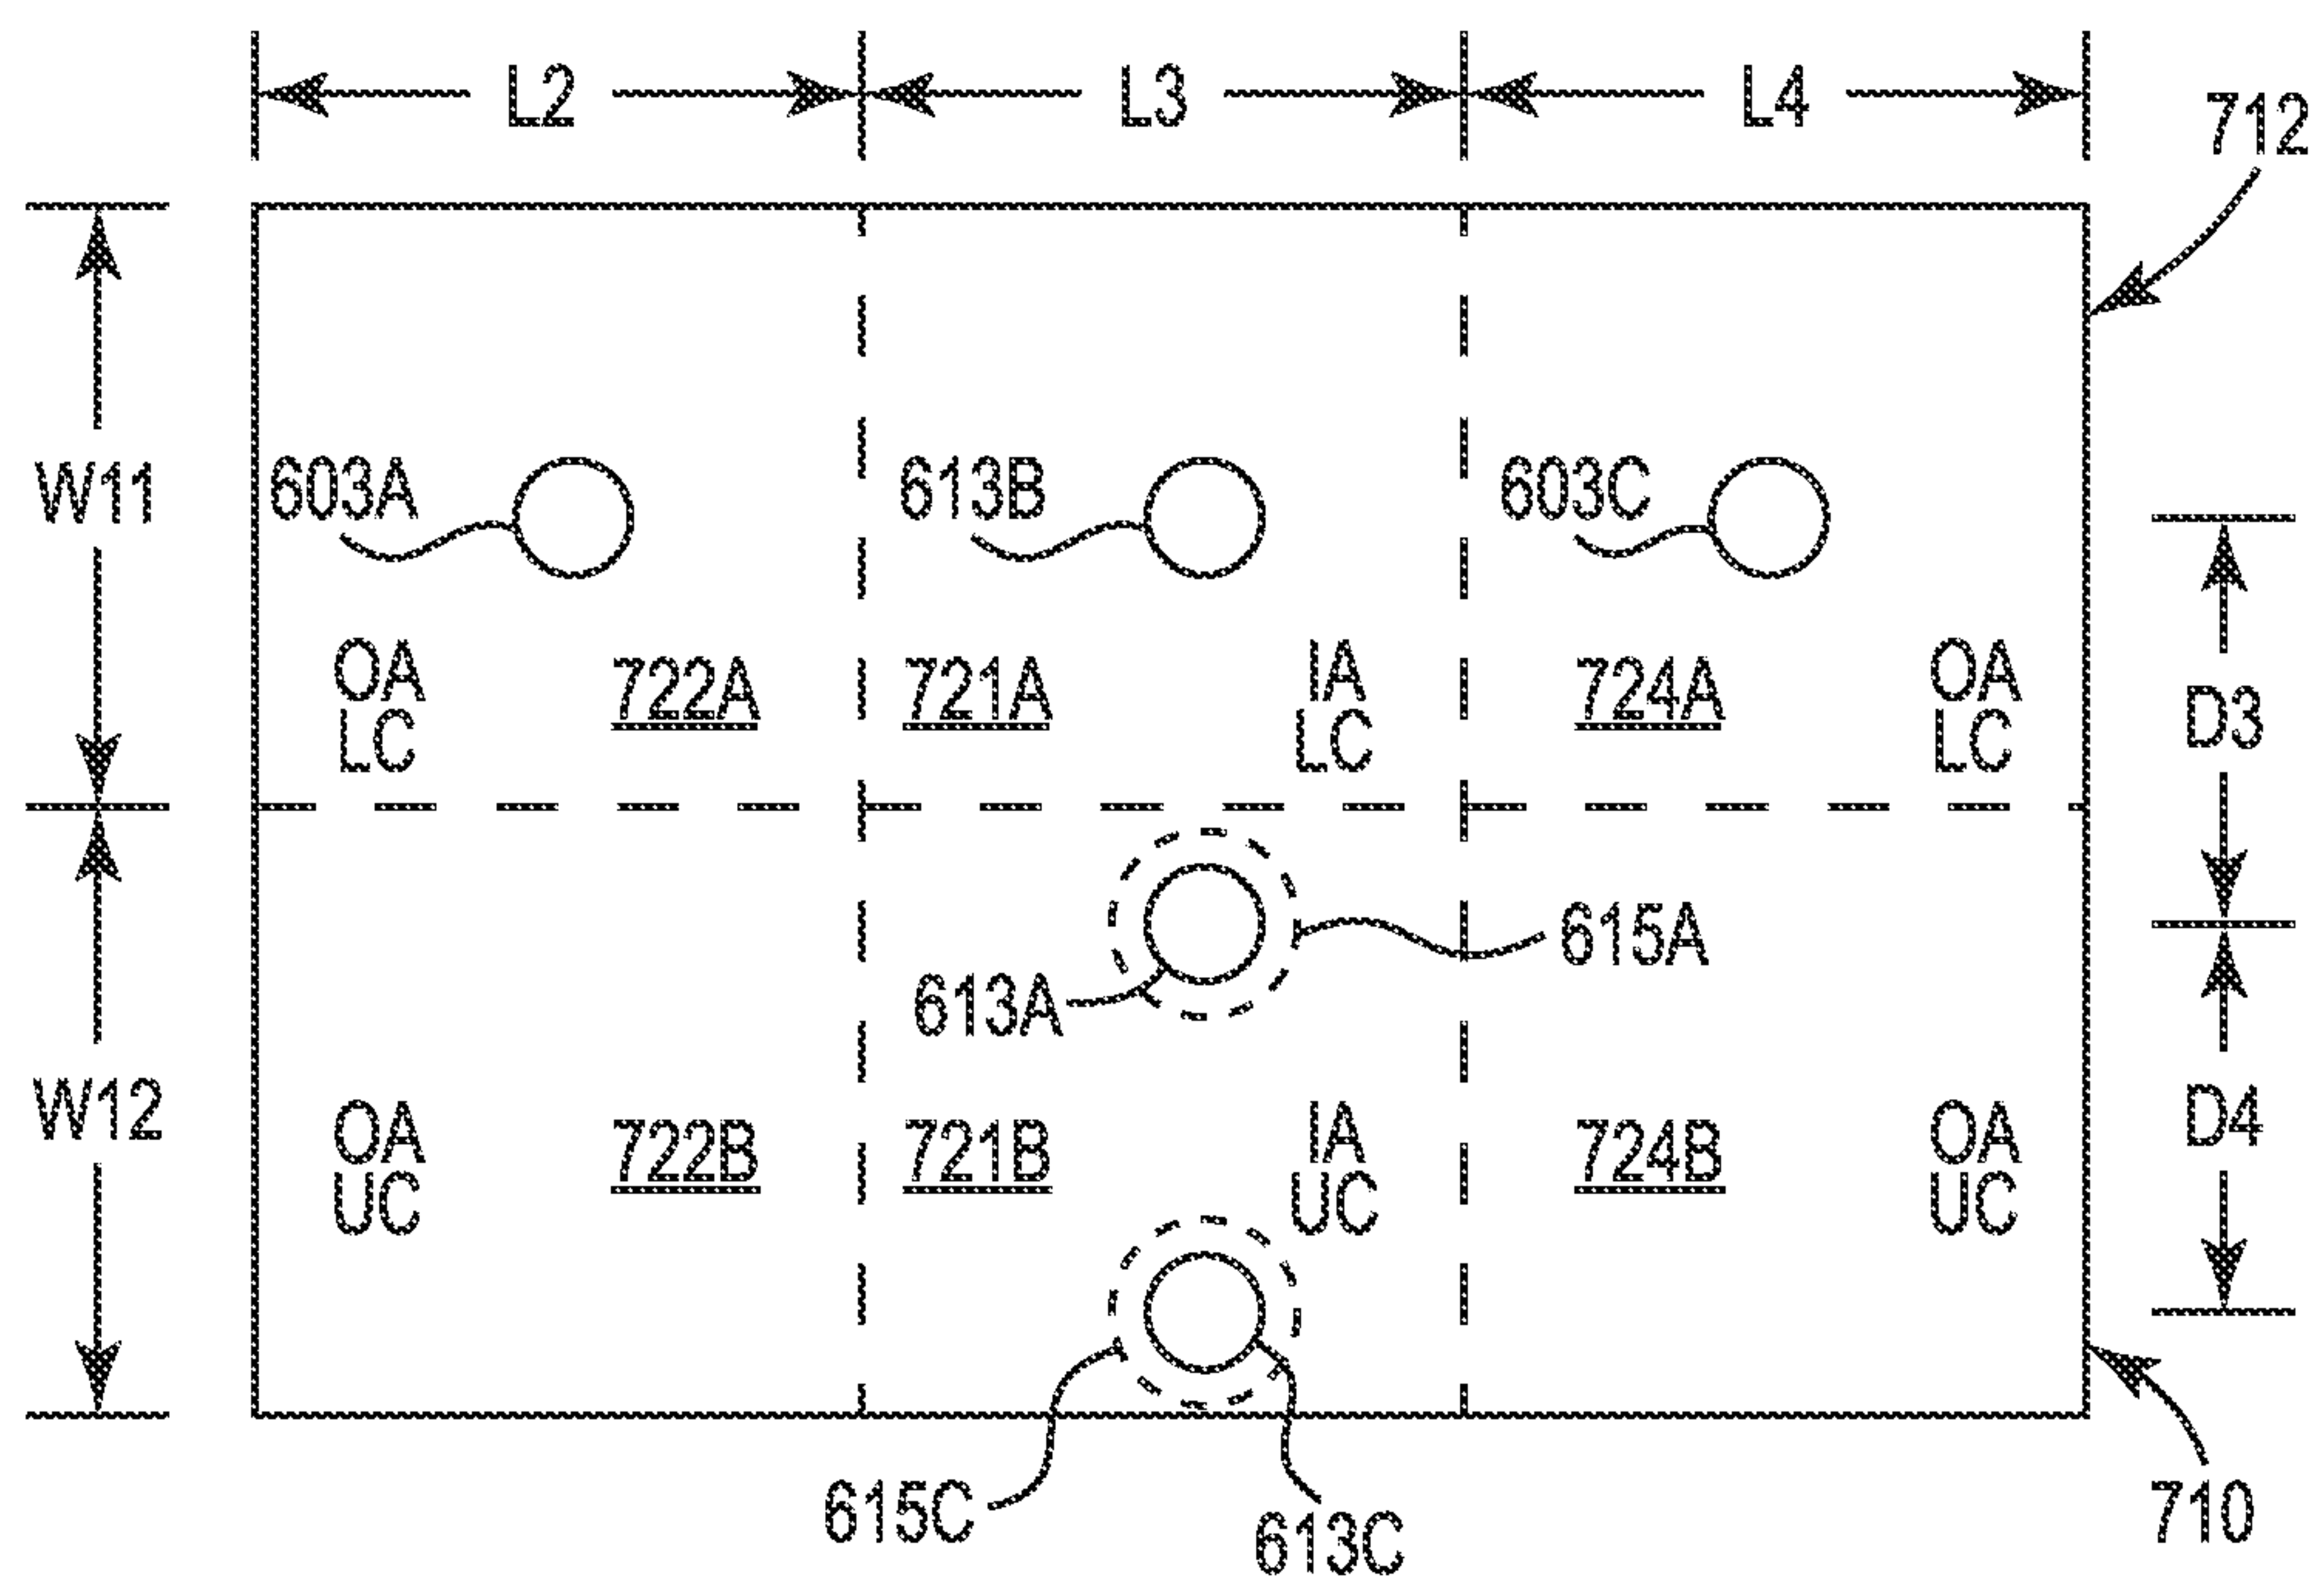 L2
L3
L4
712
W11
603A
613B
603C
OA
LC
722A
721A
IA
LC
724A
OA
LC
D3
615A
613A
W12
OA
UC
722B
721B
IA
UC
724B
OA
UC
D4
615C
613C
710